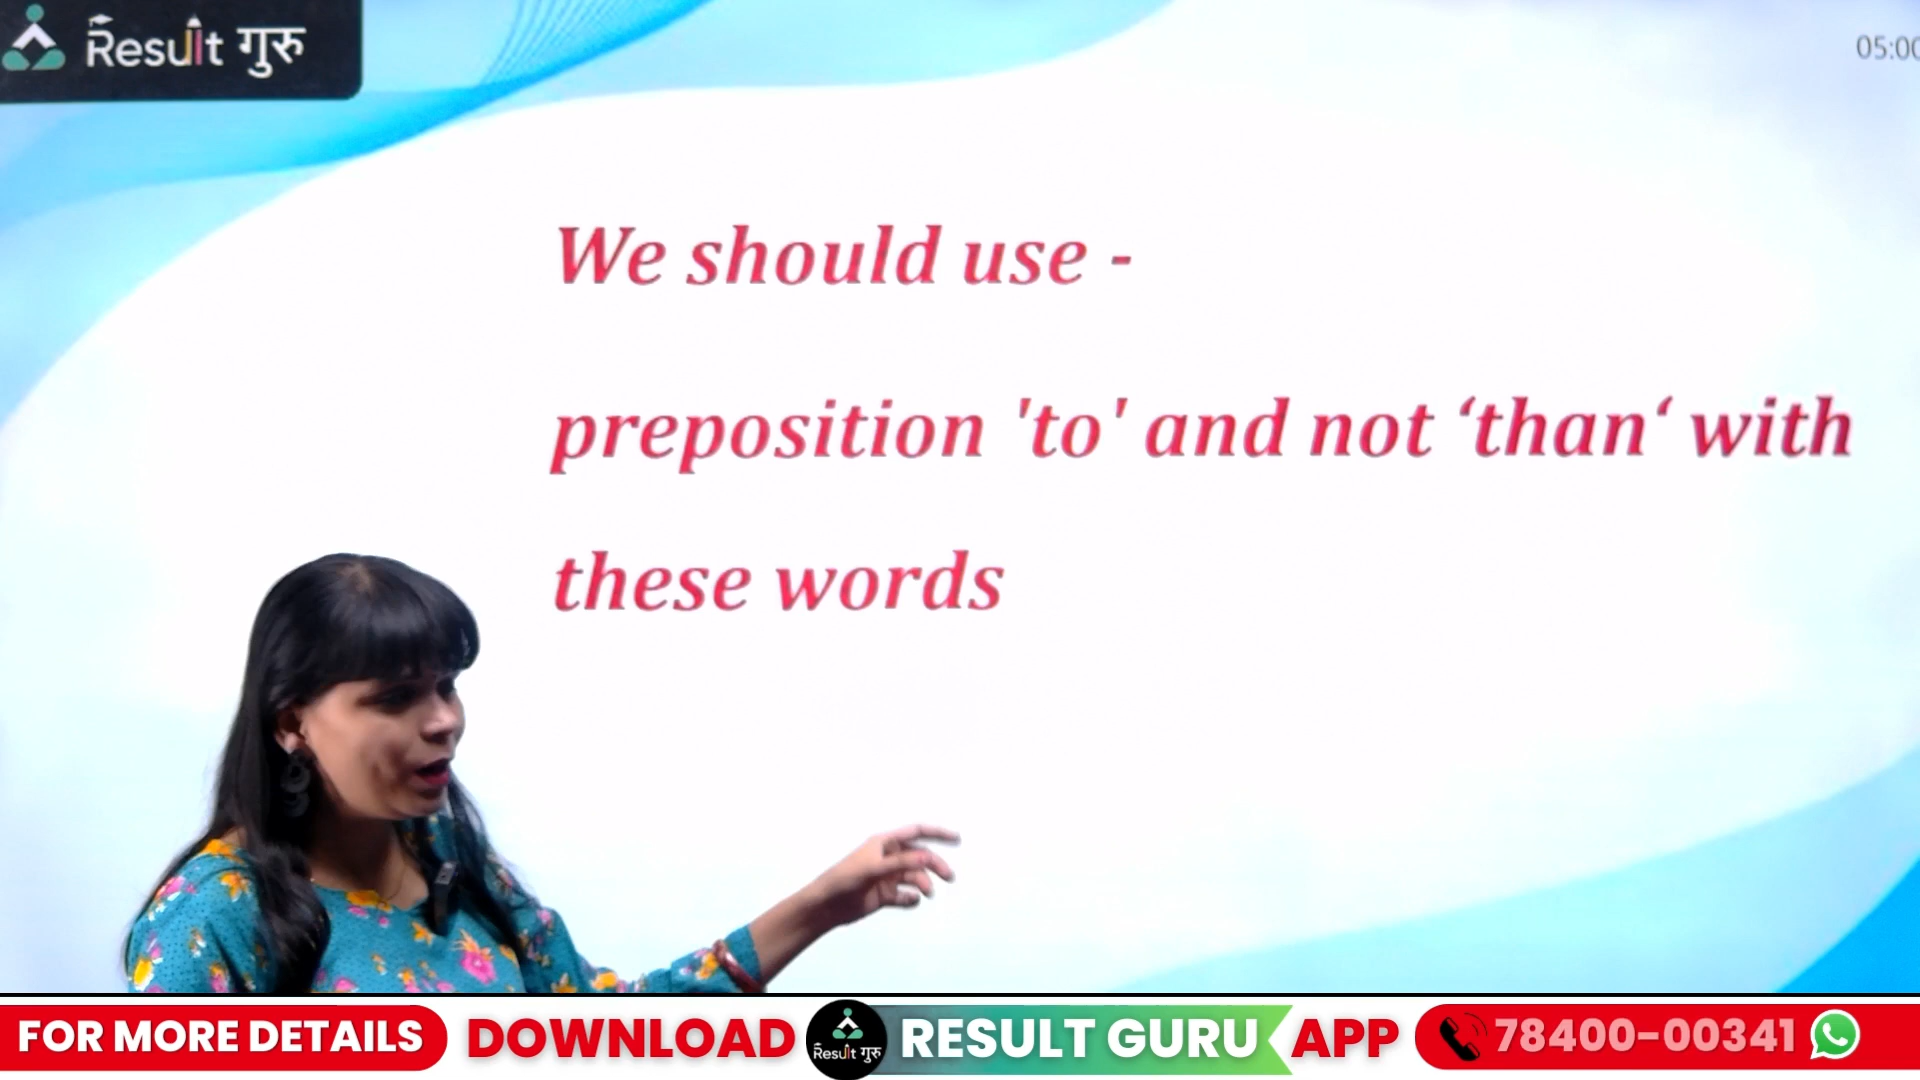 Result गुरु
05:00
We should use -
preposition 'to' and not ‘than‘ with
these words
FOR MORE DETAILS DOWNLOAD Result गुरु RESULT GURU APP 78400-00341